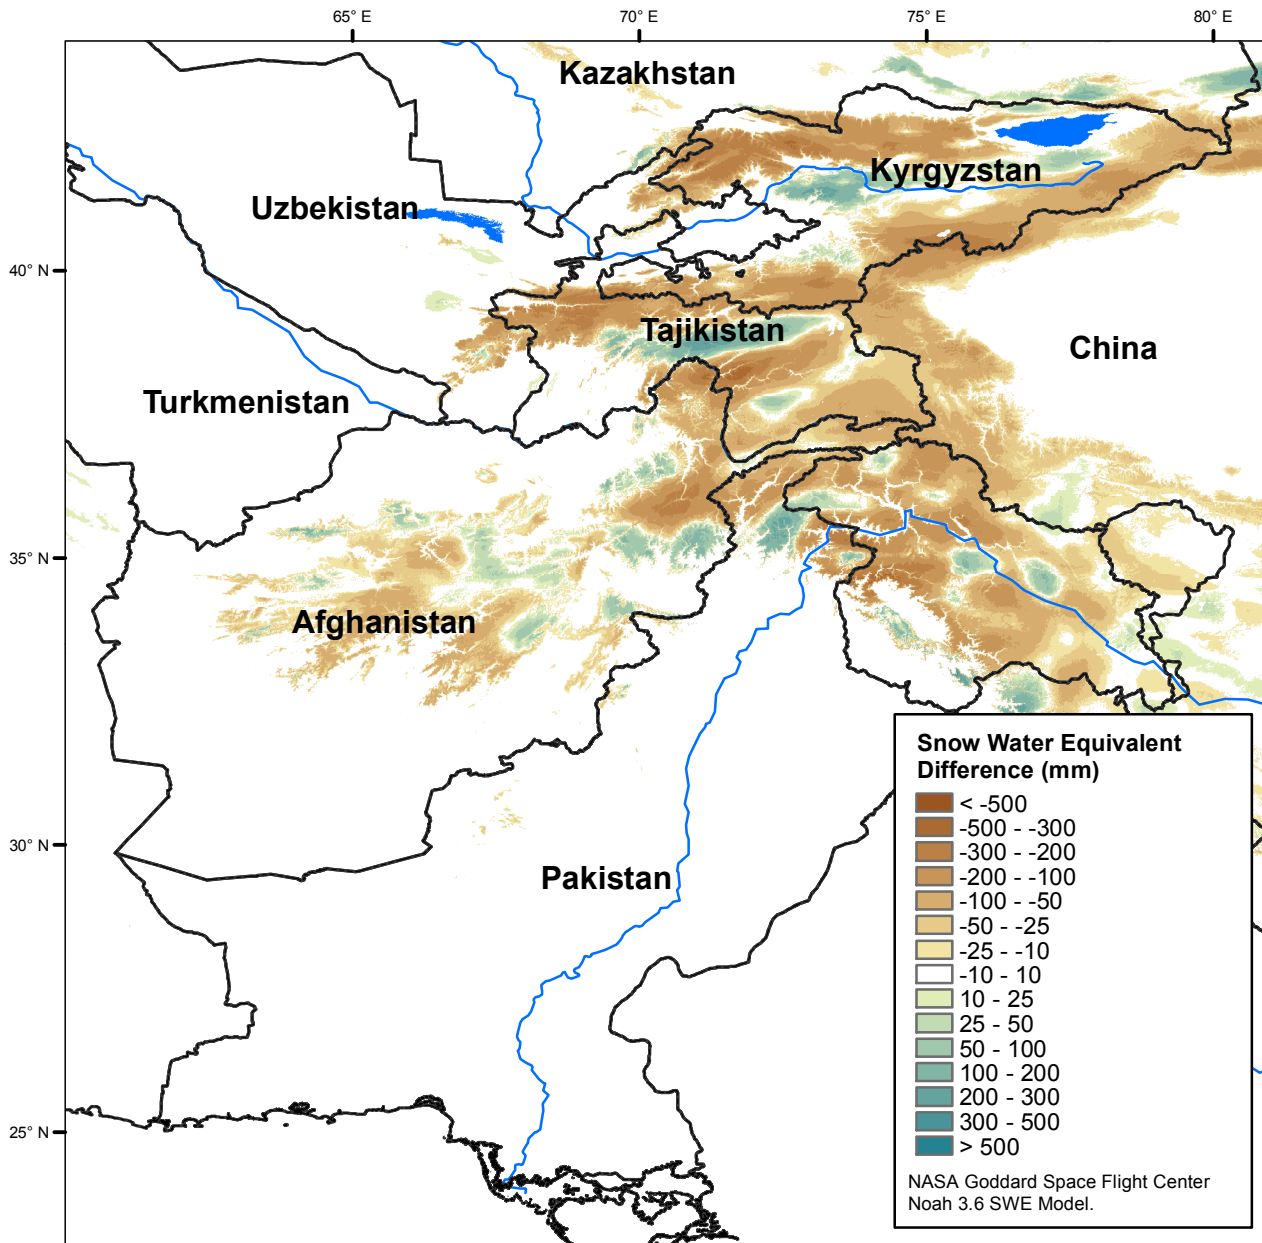 65° E
70° E
75° E
80° E
Kazakhstan
Kyrgyzstan
Uzbekistan
40° N
Tajikistan
China
Turkmenistan
35° N
Afghanistan
30° N
Pakistan
25° N
Snow Water Equivalent
Difference (mm)
< -500
-500 - -300
-300 - -200
-200 - -100
-100 - -50
-50 - -25
-25 - -10
-10 - 10
10 - 25
25 - 50
50 - 100
100 - 200
200 - 300
300 - 500
> 500
NASA Goddard Space Flight Center
Noah 3.6 SWE Model.